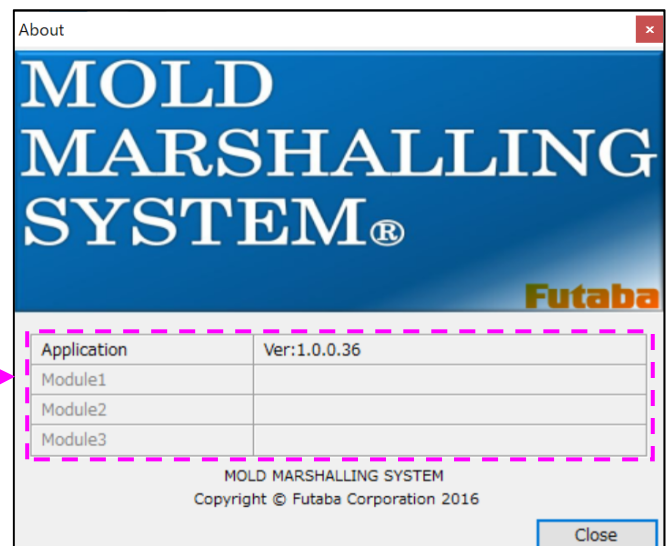 About
MOLD
MARSHALLING
SYSTEM®
Futaba
Application Ver:1.0.0.36
Module1
Module2
Module3
MOLD MARSHALLING SYSTEM
Copyright © Futaba Corporation 2016
Close